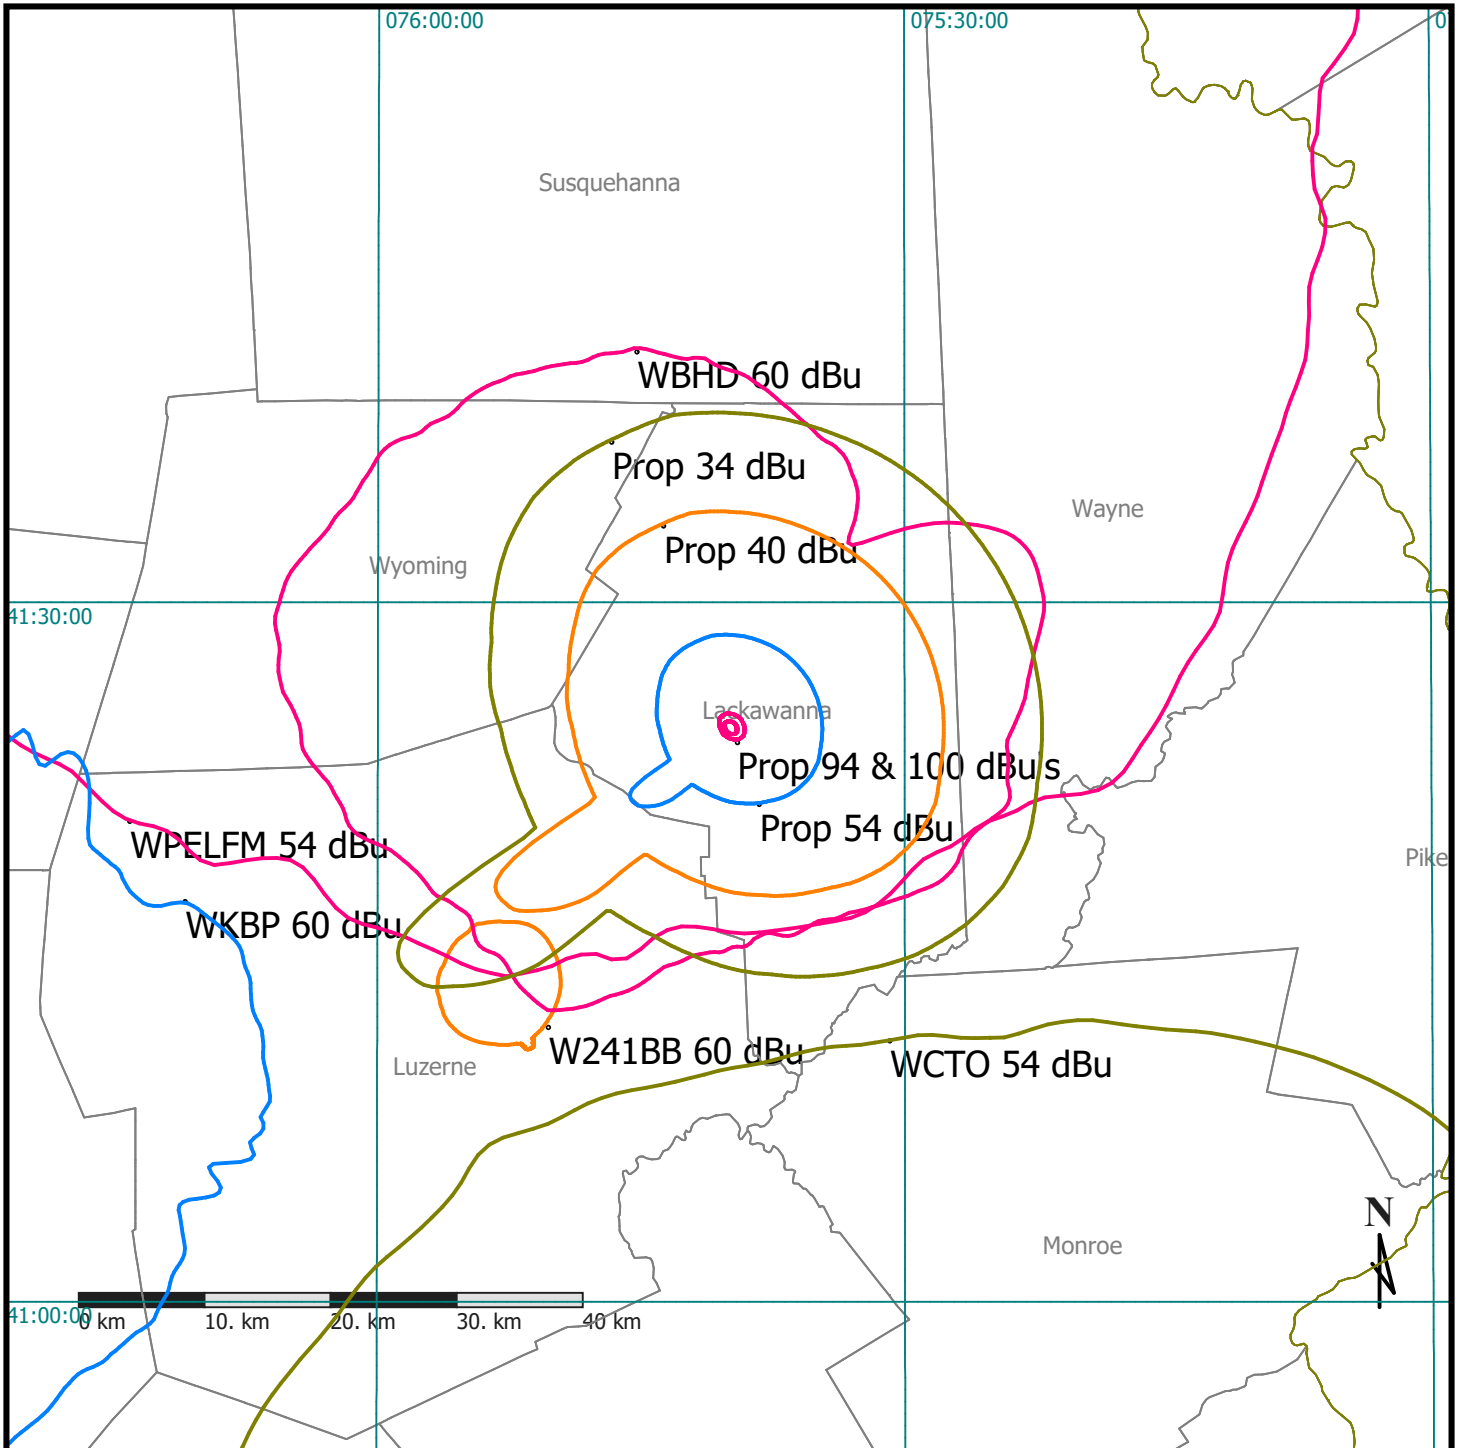 076:00:00
075:30:00
0
Susquehanna
WBHD 60 dBu
Prop 34 dBu
Wayne
Prop 40 dBu
Wyoming
41:30:00
Lackawanna
Prop 94 & 100 dBu's
Prop 54 dBu
WPELFM 54 dBu
Pike
WKBP 60 dBu
W241BB 60 dBu
WCTO 54 dBu
Luzerne
N
Monroe
41:00:00
0 km
10. km
20. km
30. km
40 km